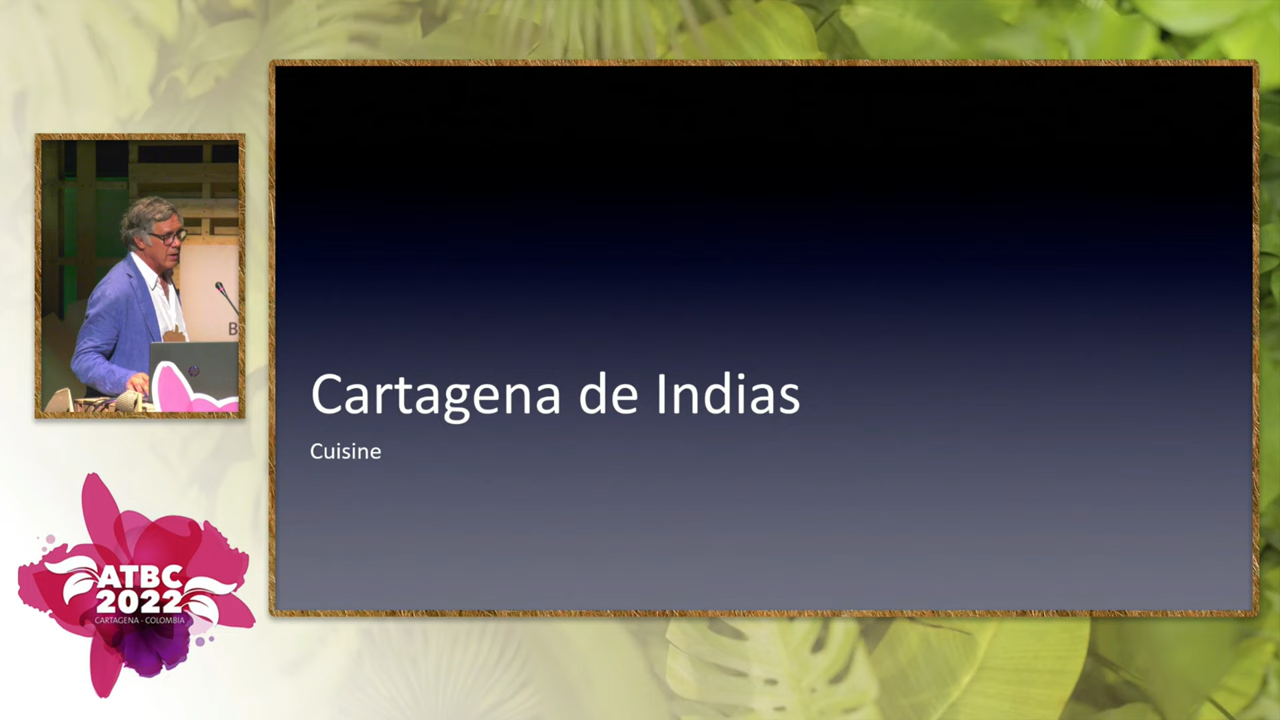 Cartagena de Indias
Cuisine
B
ATBC
2022
CARTAGENA - COLOMBIA